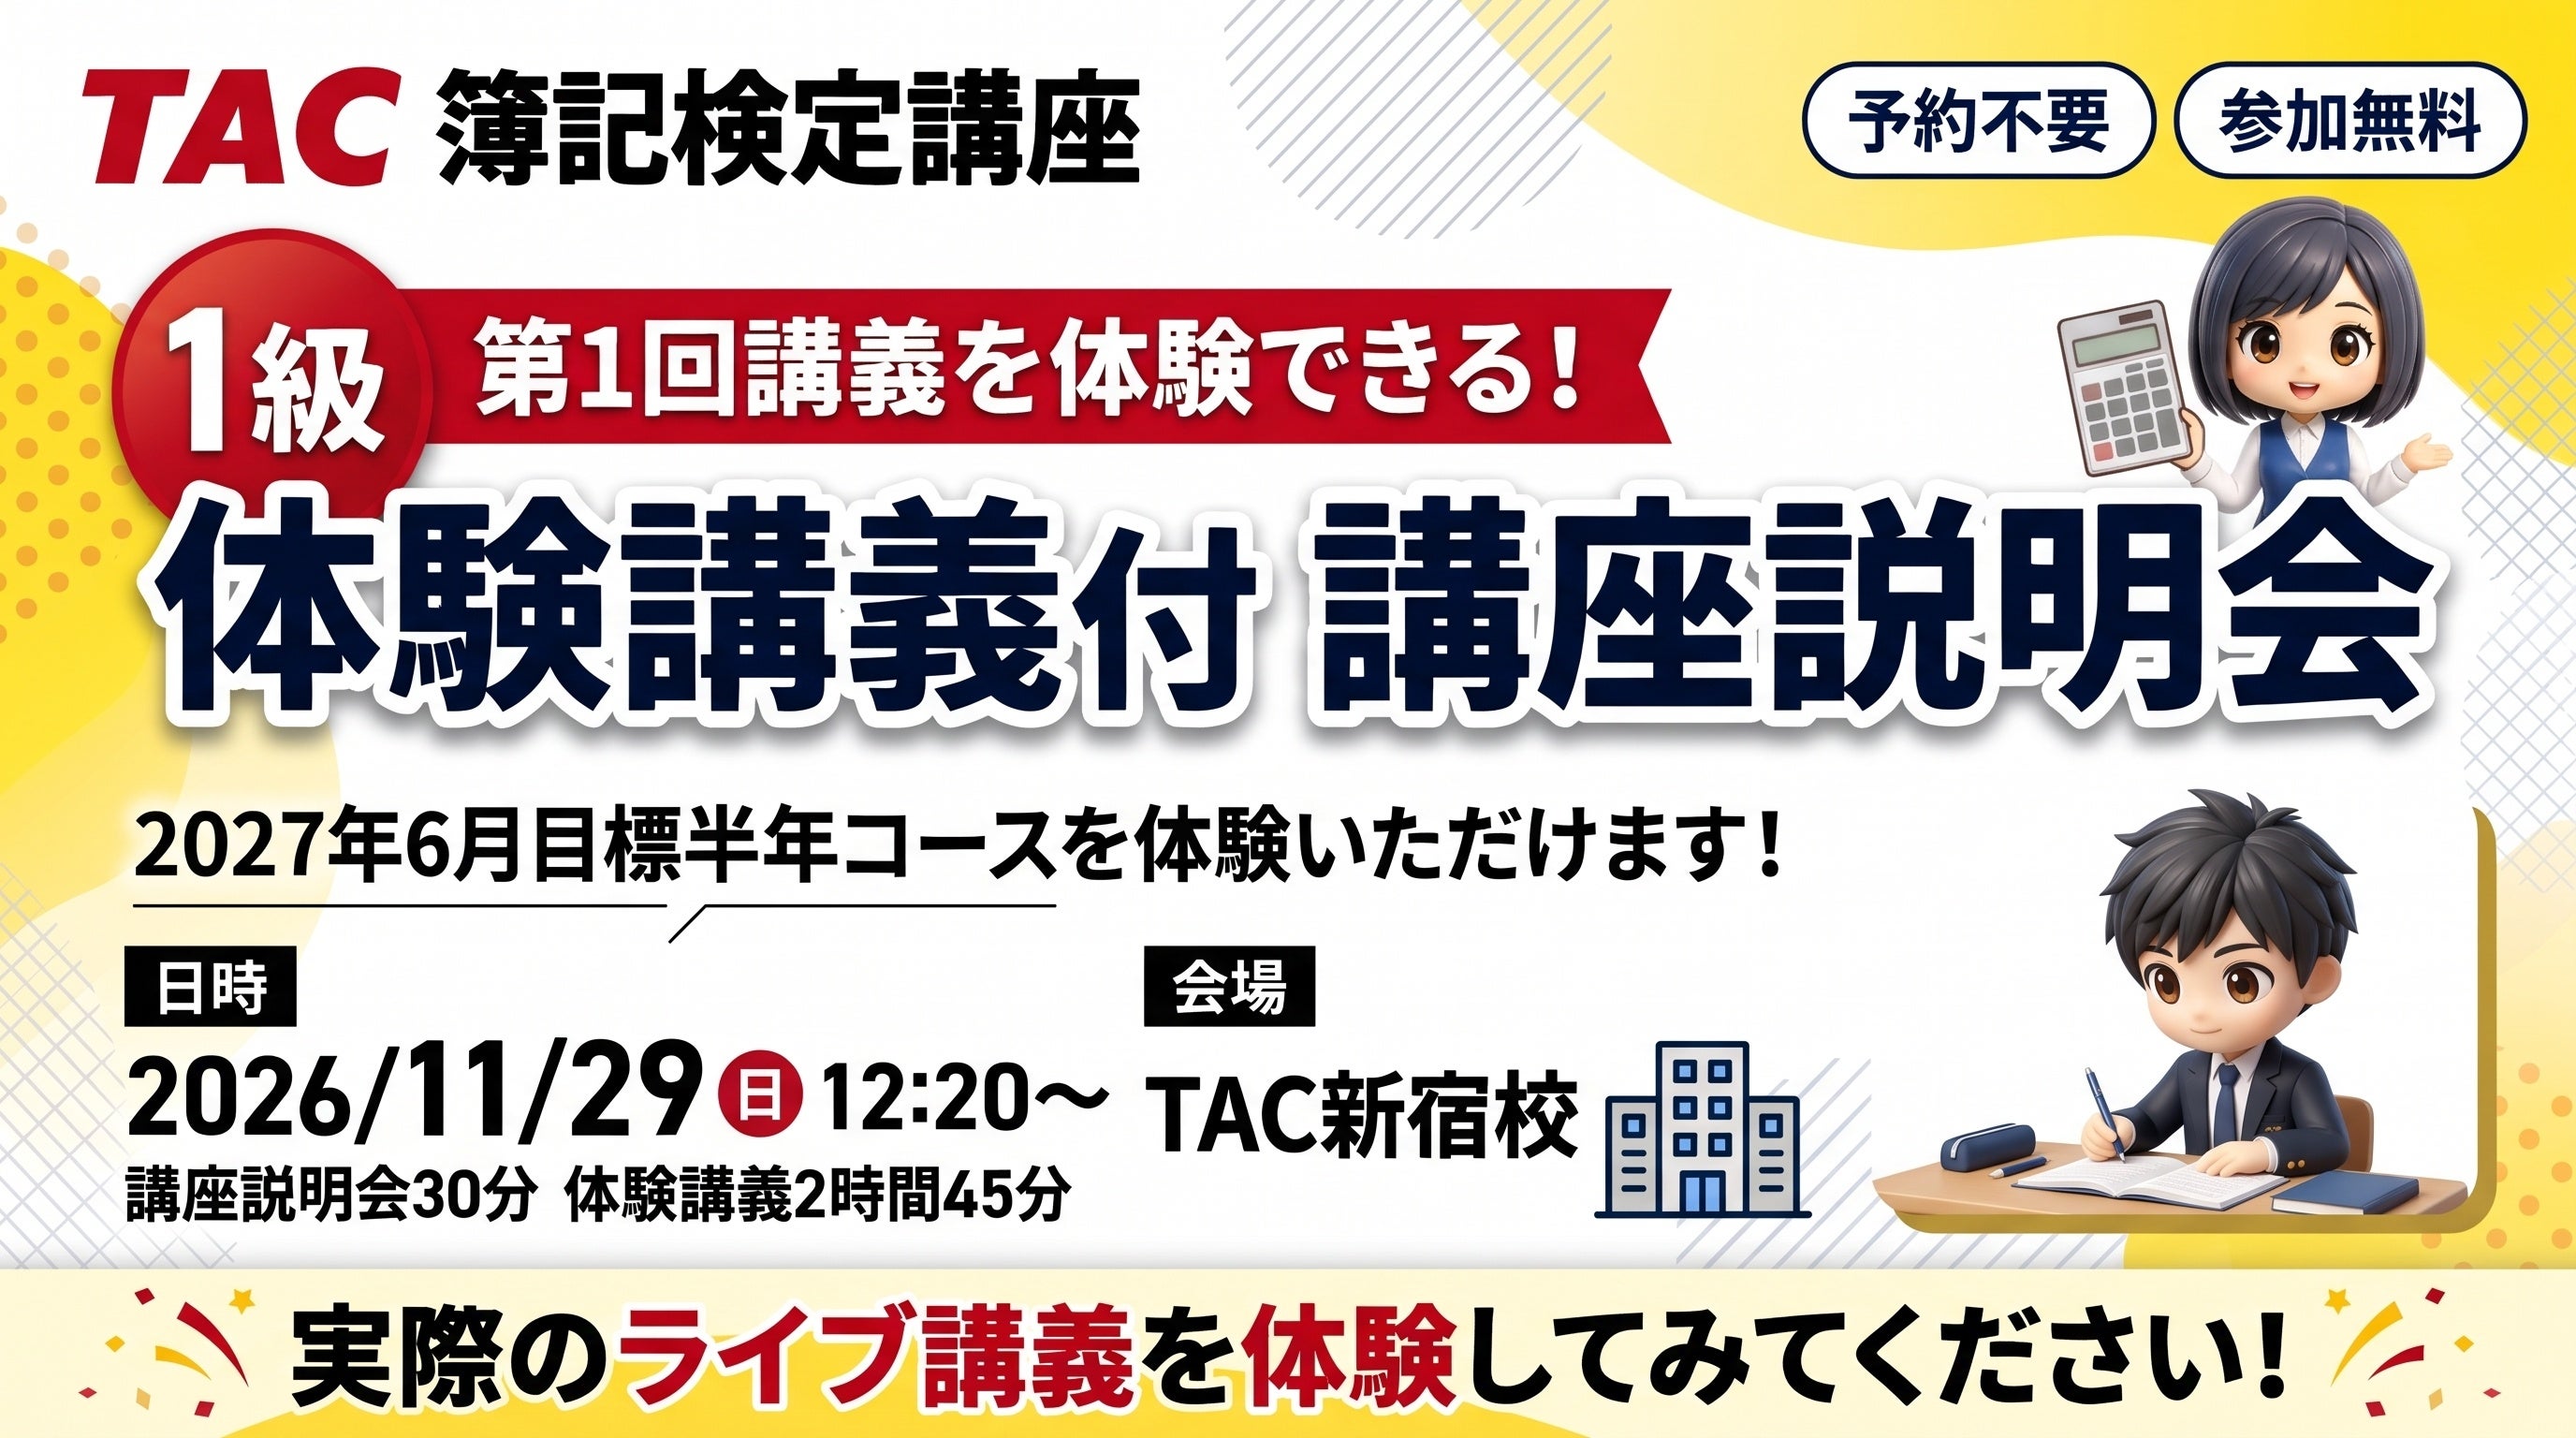 TAC 簿記検定講座
予約不要 参加無料
1級 第1回講義を体験できる!
体験講義付 講座説明会
2027年6月目標半年コースを体験いただけます!
日時
2026/11/29 日 12:20〜
講座説明会30分 体験講義2時間45分
会場
TAC新宿校
実際のライブ講義を体験してみてください!